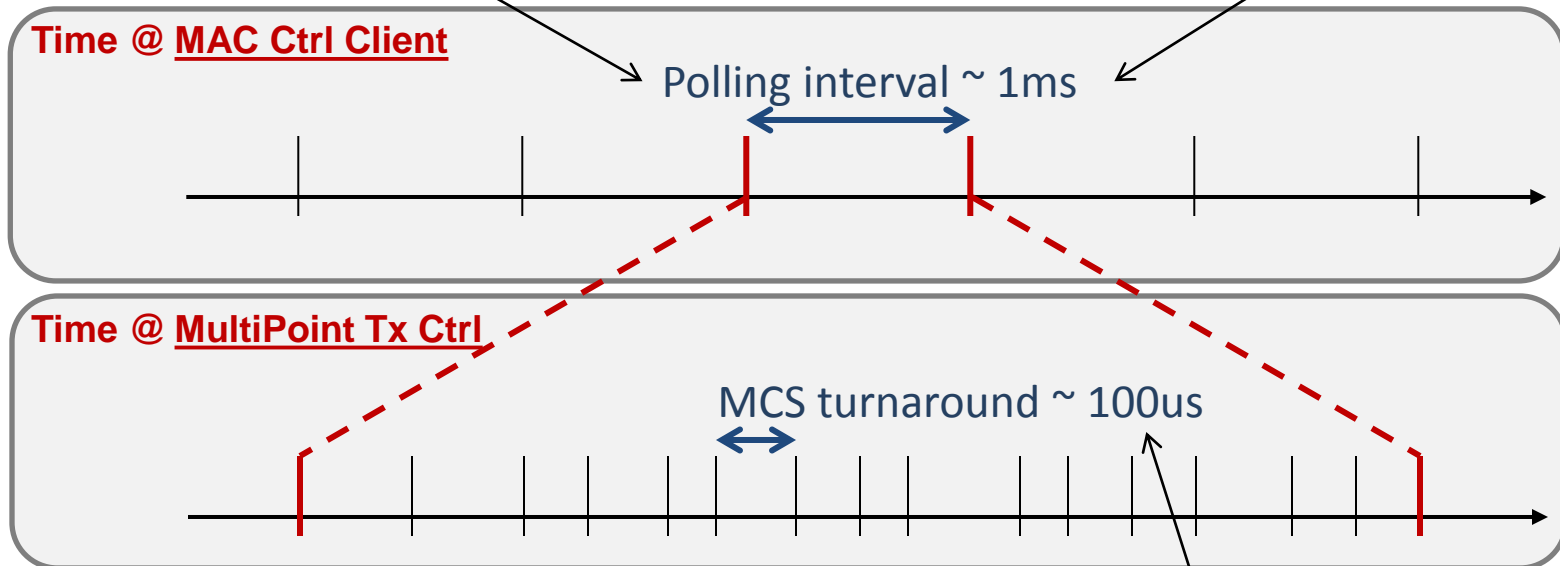 Time @ MAC Ctrl Client
Polling interval ~ 1ms
Time @ MultiPoint Tx Ctrl
MCS turnaround ~ 100us